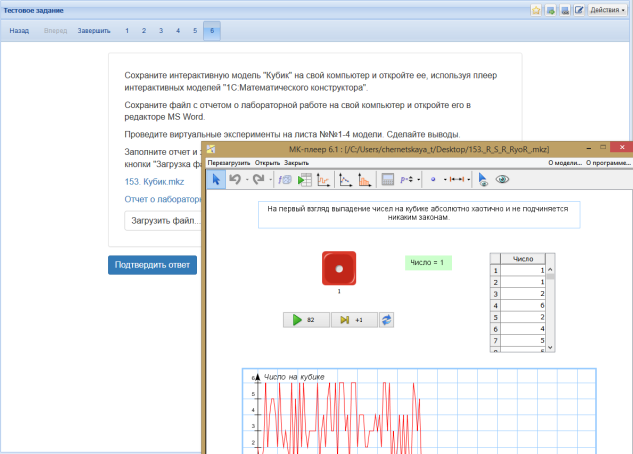 Тестовое задание
Действия
Назад Вперед Завершить 1 2 3 4 5 6
Сохраните интерактивную модель "Кубик" на свой компьютер и откройте ее, используя плеер
интерактивных моделей "1С:Математического конструктора".
Сохраните файл с отчетом о лабораторной работе на свой компьютер и откройте его в
редакторе MS Word.
Проведите виртуальные эксперименты на листа №№1-4 модели. Сделайте выводы.
Заполните отчет и з
кнопки "Загрузка фа
153. Кубик.mkz
Отчет о лаборато
Загрузить файл...
Подтвердить ответ
МК-плеер 6.1 : [/C:/Users/chernetskaya_t/Desktop/153._R_S_R_RyoR_.mkz]
Перезагрузить Открыть Закрыть О модели... О программе...
На первый взгляд выпадение чисел на кубике абсолютно хаотично и не подчиняется
никаким законам.
1
Число = 1
82 +1
Число
1 1
2 1
3 2
4 6
5 2
6 4
7 5
8
Число на кубике
6
5
4
3
2